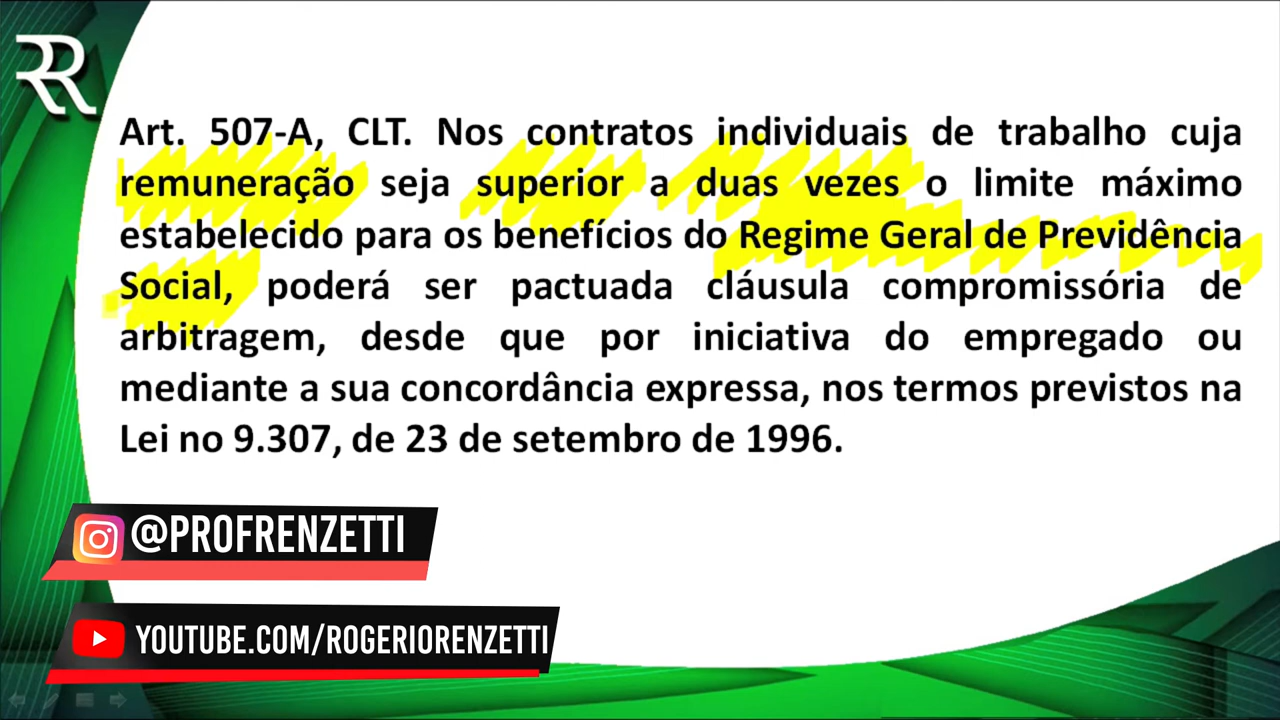 RR
Art. 507-A, CLT. Nos contratos individuais de trabalho cuja
remuneração seja superior a duas vezes o limite máximo
estabelecido para os benefícios do Regime Geral de Previdência
Social, poderá ser pactuada cláusula compromissória de
arbitragem, desde que por iniciativa do empregado ou
mediante a sua concordância expressa, nos termos previstos na
Lei no 9.307, de 23 de setembro de 1996.
@PROFRENZETTI
YOUTUBE.COM/ROGERIORENZETTI